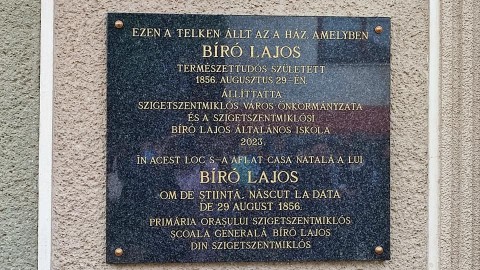 EZEN A TELKEN ÁLLT AZ A HÁZ, AMELYBEN
BÍRÓ LAJOS
TERMÉSZETTUDÓS SZÜLETETT
1856. AUGUSZTUS 29-ÉN.
ÁLLÍTTATTA
SZIGETSZENTMIKLÓS VÁROS ÖNKORMÁNYZATA
ÉS A SZIGETSZENTMIKLÓSI
BÍRÓ LAJOS ÁLTALÁNOS ISKOLA
2023.
ÎN ACEST LOC S-A AFLAT CASA NATALĂ A LUI
BÍRÓ LAJOS
OM DE ȘTIINȚĂ, NĂSCUT LA DATA
DE 29 AUGUST 1856.
PRIMĂRIA ORAȘULUI SZIGETSZENTMIKLÓS
ȘCOALA GENERALĂ BÍRÓ LAJOS
DIN SZIGETSZENTMIKLÓS